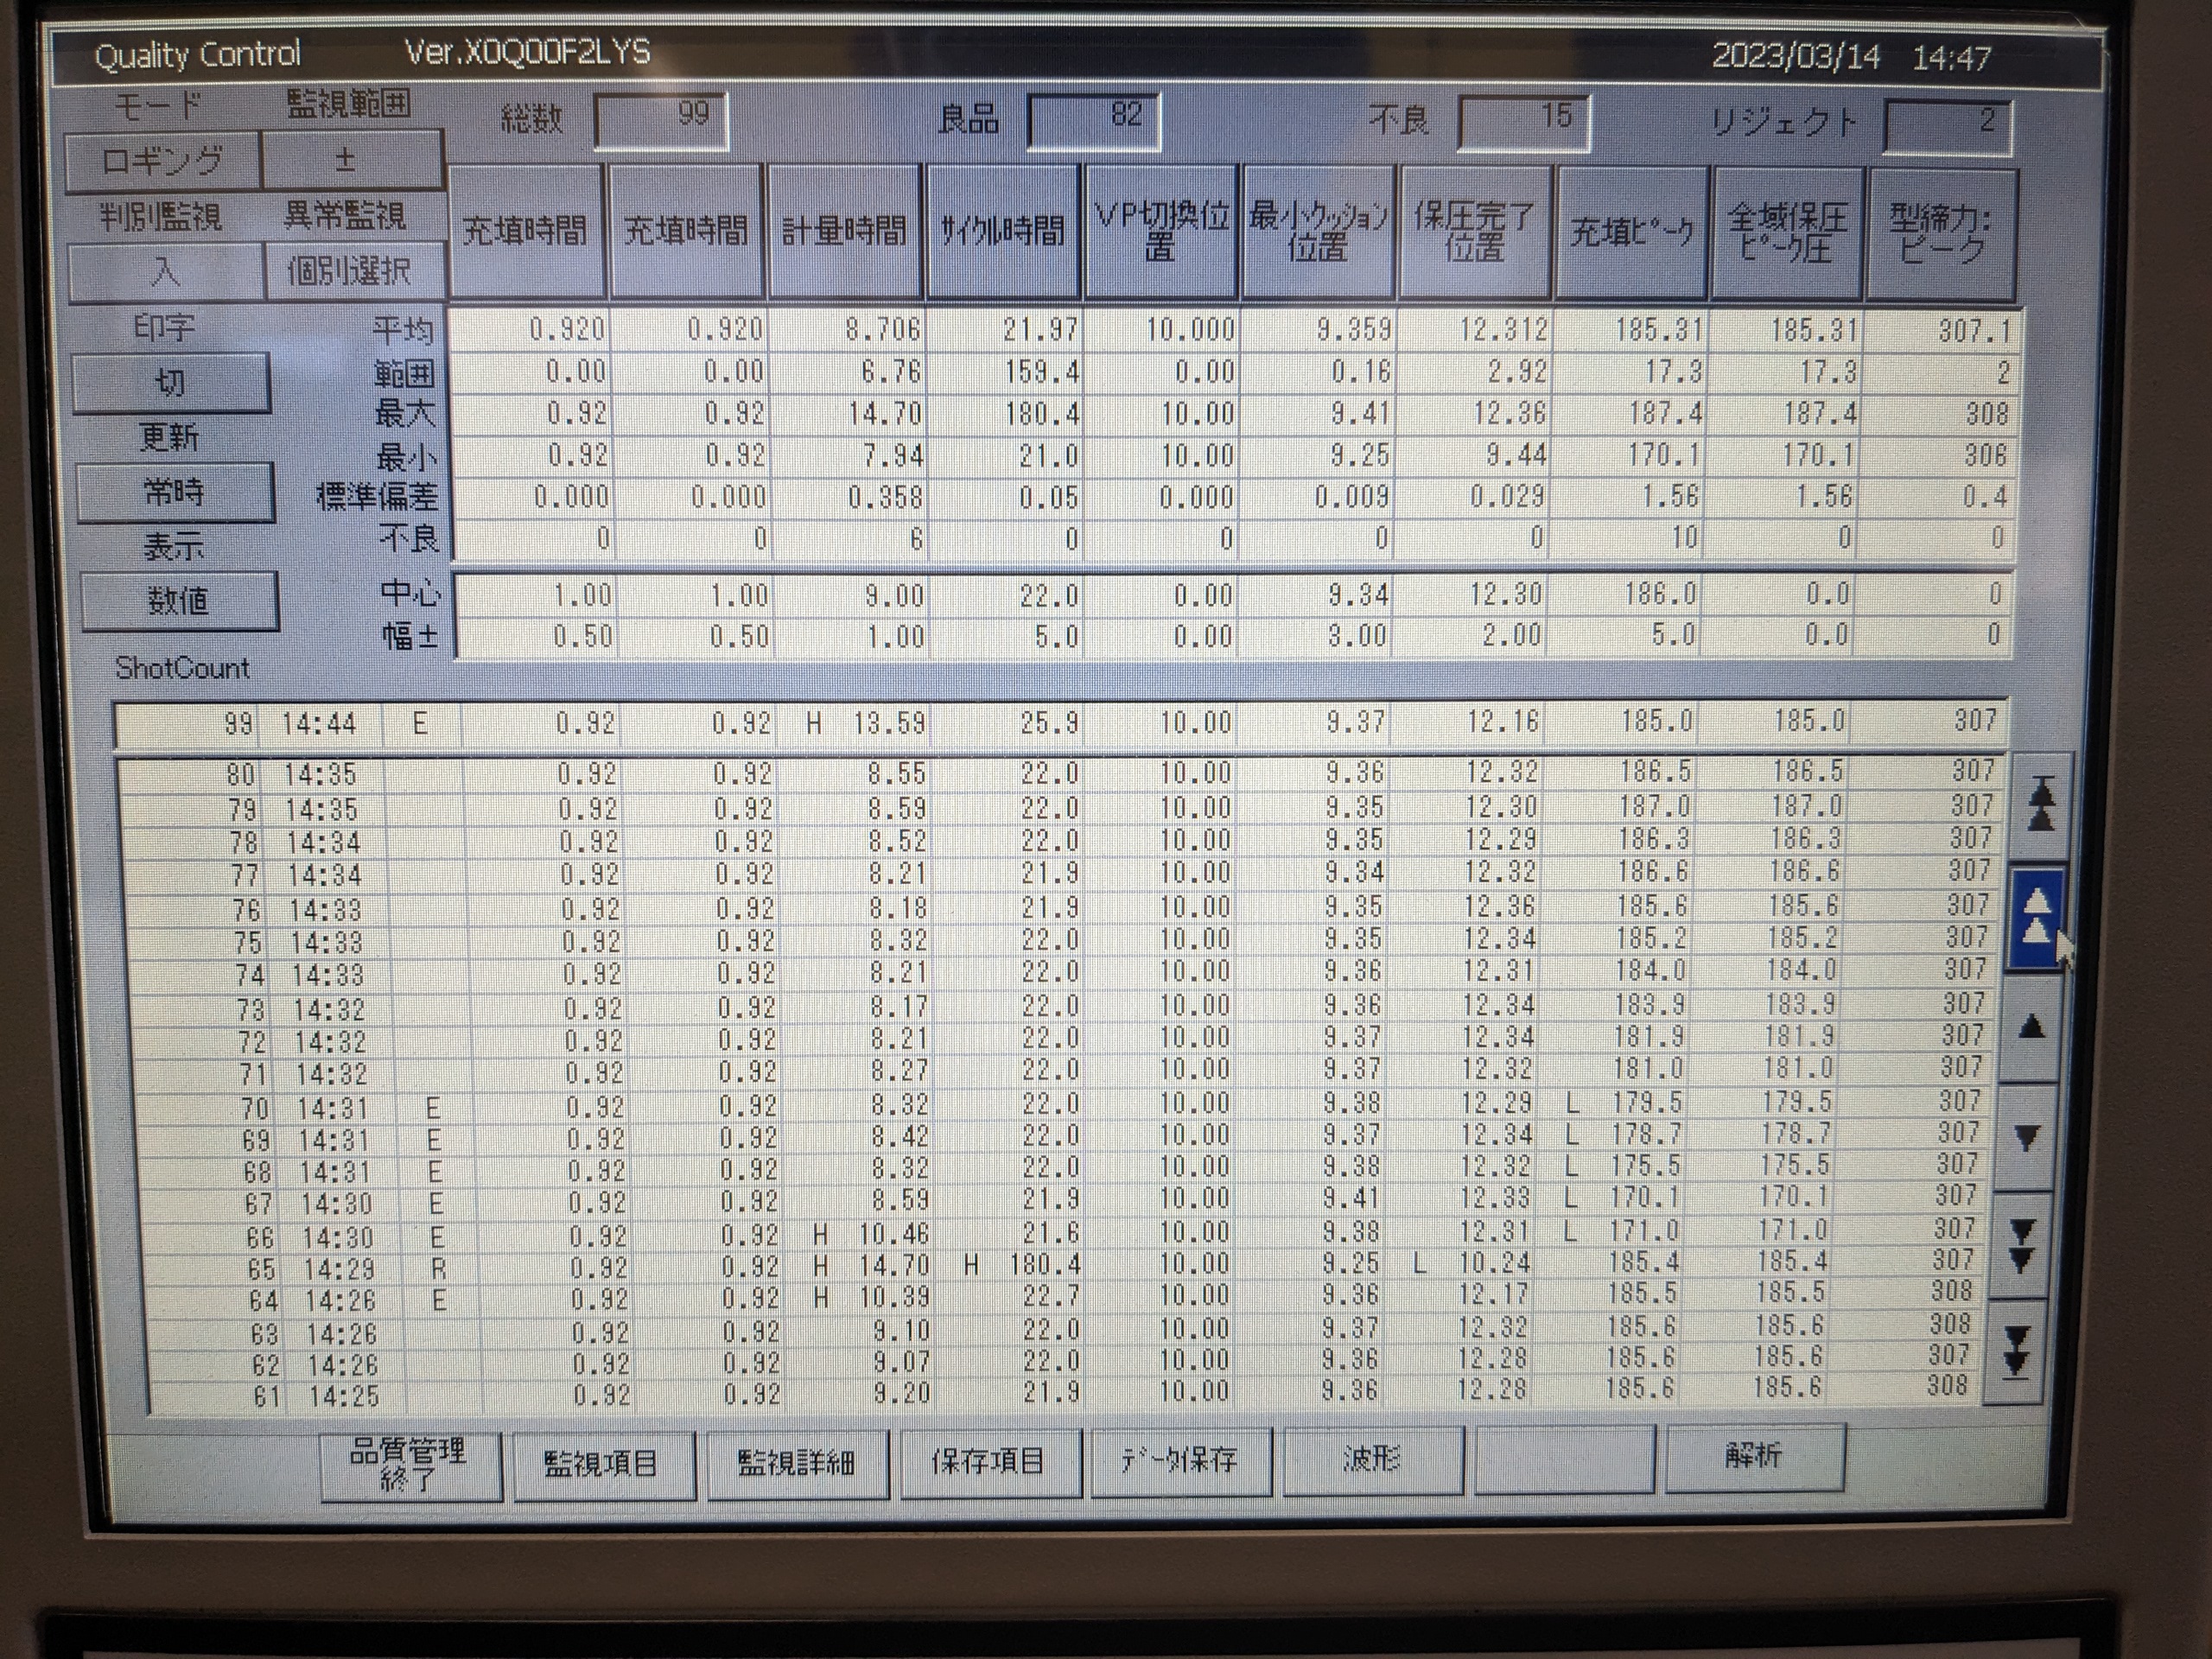 Quality Control Ver.X0Q00F2LYS 2023/03/14 14:47
モード 監視範囲 総数 99 良品 82 不良 15 リジェクト 2
ロギング ±
判別監視 異常監視
入 個別選択
充填時間 充填時間 計量時間 サイクル時間 VP切換位置 最小クッション位置 保圧完了位置 充填ピーク 全域保圧ピーク圧 型締力:ピーク
印字
切
更新
常時
表示
数値
平均 0.920 0.920 8.706 21.97 10.000 9.359 12.312 185.31 185.31 307.1
範囲 0.00 0.00 6.76 159.4 0.00 0.16 2.92 17.3 17.3 2
最大 0.92 0.92 14.70 180.4 10.00 9.41 12.36 187.4 187.4 308
最小 0.92 0.92 7.94 21.0 10.00 9.25 9.44 170.1 170.1 306
標準偏差 0.000 0.000 0.358 0.05 0.000 0.009 0.029 1.56 1.56 0.4
不良 0 0 6 0 0 0 0 10 0 0
中心 1.00 1.00 9.00 22.0 0.00 9.34 12.30 186.0 0.0 0
幅± 0.50 0.50 1.00 5.0 0.00 3.00 2.00 5.0 0.0 0
ShotCount
99 14:44 E 0.92 0.92 H 13.59 25.9 10.00 9.37 12.16 185.0 185.0 307
80 14:35 0.92 0.92 8.55 22.0 10.00 9.36 12.32 186.5 186.5 307
79 14:35 0.92 0.92 8.59 22.0 10.00 9.35 12.30 187.0 187.0 307
78 14:34 0.92 0.92 8.52 22.0 10.00 9.35 12.29 186.3 186.3 307
77 14:34 0.92 0.92 8.21 21.9 10.00 9.34 12.32 186.6 186.6 307
76 14:33 0.92 0.92 8.18 21.9 10.00 9.35 12.36 185.6 185.6 307
75 14:33 0.92 0.92 8.32 22.0 10.00 9.35 12.34 185.2 185.2 307
74 14:33 0.92 0.92 8.21 22.0 10.00 9.36 12.31 184.0 184.0 307
73 14:32 0.92 0.92 8.17 22.0 10.00 9.36 12.34 183.9 183.9 307
72 14:32 0.92 0.92 8.21 22.0 10.00 9.37 12.34 181.9 181.9 307
71 14:32 0.92 0.92 8.27 22.0 10.00 9.37 12.32 181.0 181.0 307
70 14:31 E 0.92 0.92 8.32 22.0 10.00 9.38 12.29 L 179.5 179.5 307
69 14:31 E 0.92 0.92 8.42 22.0 10.00 9.37 12.34 L 178.7 178.7 307
68 14:31 E 0.92 0.92 8.32 22.0 10.00 9.38 12.32 L 175.5 175.5 307
67 14:30 E 0.92 0.92 8.59 21.9 10.00 9.41 12.33 L 170.1 170.1 307
66 14:30 E 0.92 0.92 H 10.46 21.6 10.00 9.38 12.31 L 171.0 171.0 307
65 14:29 R 0.92 0.92 H 14.70 H 180.4 10.00 9.25 L 10.24 185.4 185.4 307
64 14:26 E 0.92 0.92 H 10.39 22.7 10.00 9.36 12.17 185.5 185.5 308
63 14:26 0.92 0.92 9.10 22.0 10.00 9.37 12.32 185.6 185.6 308
62 14:26 0.92 0.92 9.07 22.0 10.00 9.36 12.28 185.6 185.6 307
61 14:25 0.92 0.92 9.20 21.9 10.00 9.36 12.28 185.6 185.6 308
品質管理終了 監視項目 監視詳細 保存項目 データ保存 波形 解析